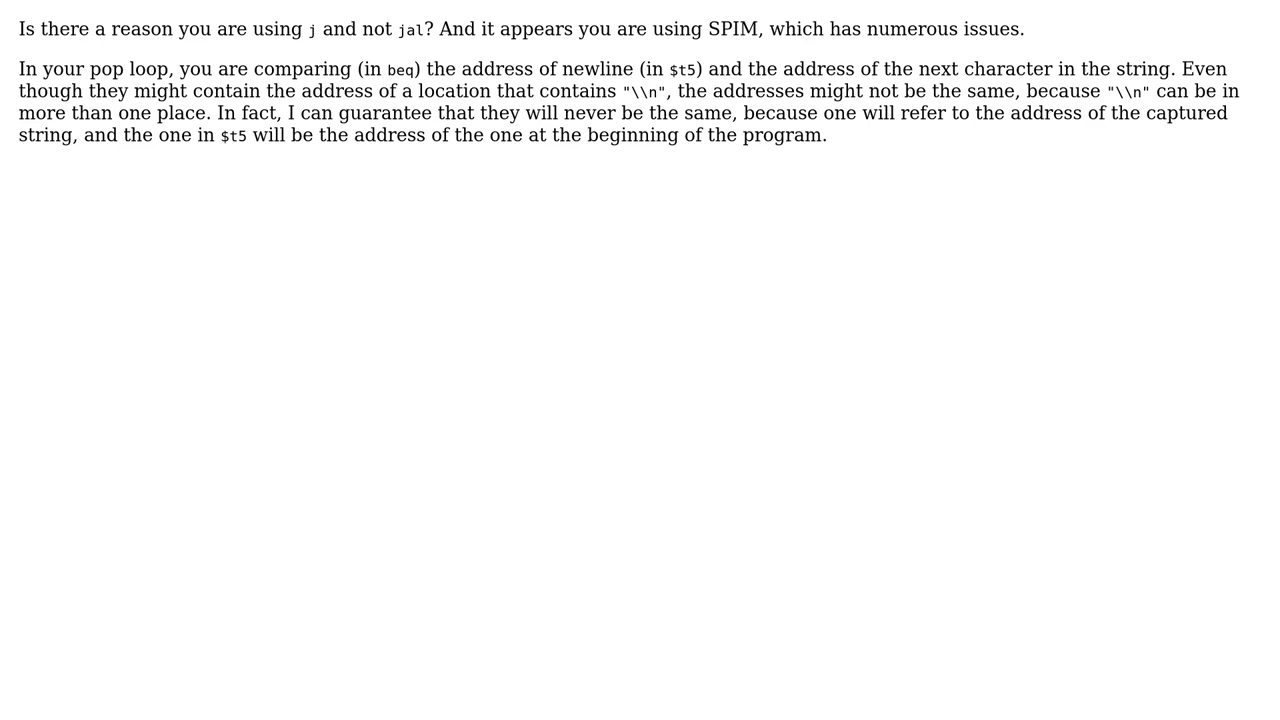 Is there a reason you are using j and not jal? And it appears you are using SPIM, which has numerous issues.
In your pop loop, you are comparing (in beq) the address of newline (in $t5) and the address of the next character in the string. Even
though they might contain the address of a location that contains "\\n", the addresses might not be the same, because "\\n" can be in
more than one place. In fact, I can guarantee that they will never be the same, because one will refer to the address of the captured
string, and the one in $t5 will be the address of the one at the beginning of the program.